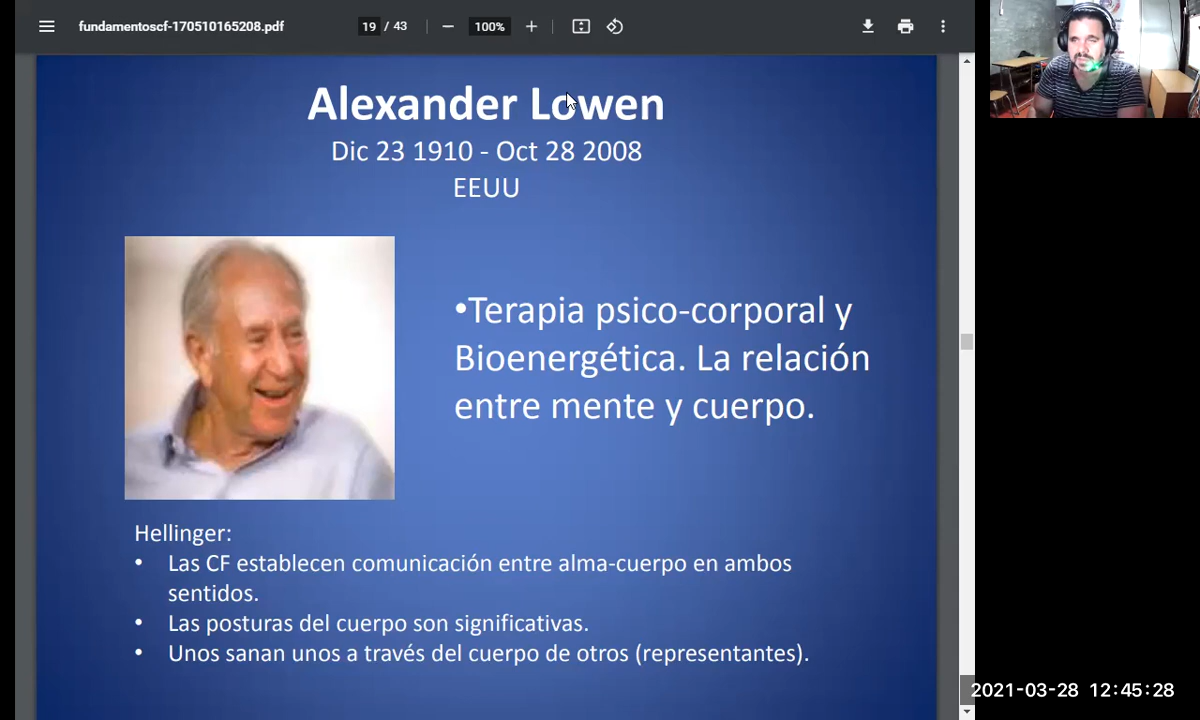 fundamentoscf-170510165208.pdf
19 / 43
100%
Alexander Lowen
Dic 23 1910 - Oct 28 2008
EEUU
•Terapia psico-corporal y
Bioenergética. La relación
entre mente y cuerpo.
Hellinger:
• Las CF establecen comunicación entre alma-cuerpo en ambos
sentidos.
• Las posturas del cuerpo son significativas.
• Unos sanan unos a través del cuerpo de otros (representantes).
2021-03-28 12:45:28